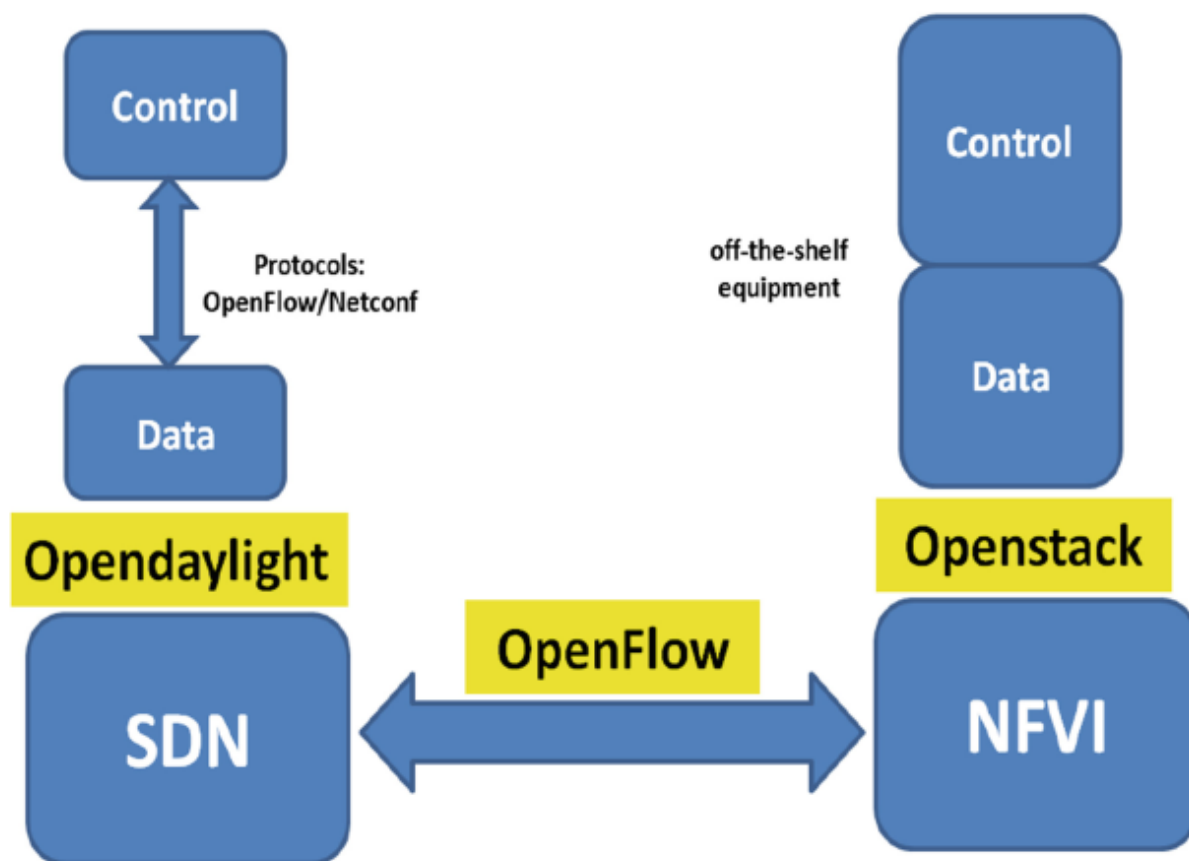 Control
Protocols:
OpenFlow/Netconf
Data
Opendaylight
SDN
OpenFlow
off-the-shelf
equipment
Control
Data
Openstack
NFVI